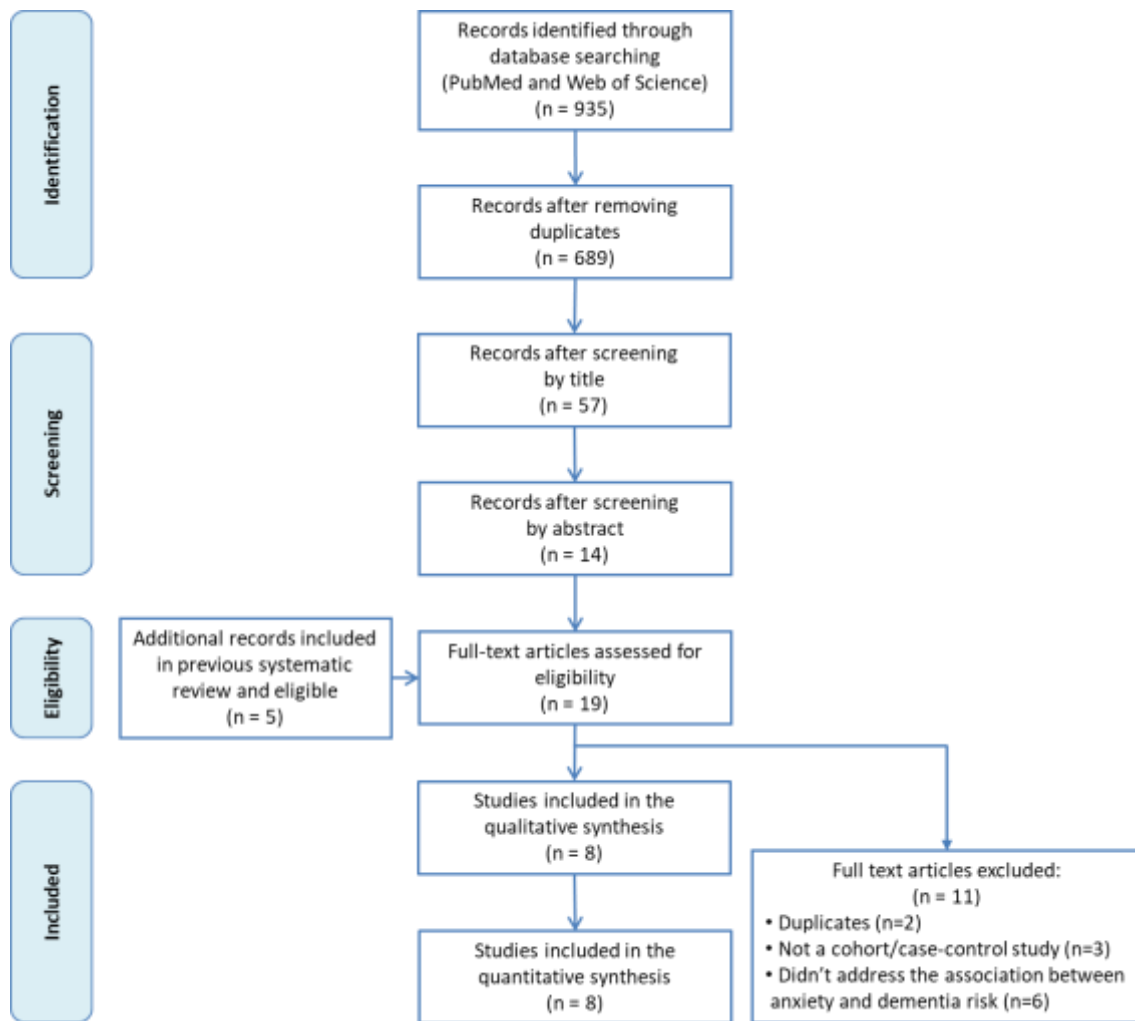 Identification
Records identified through
database searching
(PubMed and Web of Science)
(n = 935)
Records after removing
duplicates
(n = 689)
Screening
Records after screening
by title
(n = 57)
Records after screening
by abstract
(n = 14)
Eligibility
Additional records included
in previous systematic
review and eligible
(n = 5)
Full-text articles assessed for
eligibility
(n = 19)
Included
Studies included in the
qualitative synthesis
(n = 8)
Studies included in the
quantitative synthesis
(n = 8)
Full text articles excluded:
(n = 11)
• Duplicates (n=2)
• Not a cohort/case-control study (n=3)
• Didn't address the association between
anxiety and dementia risk (n=6)